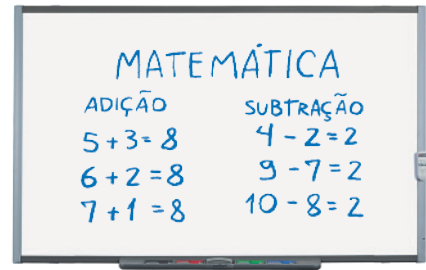 MATEMÁTICA
ADIÇÃO
5+3=8
6+2=8
7+1=8
SUBTRAÇÃO
4-2=2
9-7=2
10-8=2